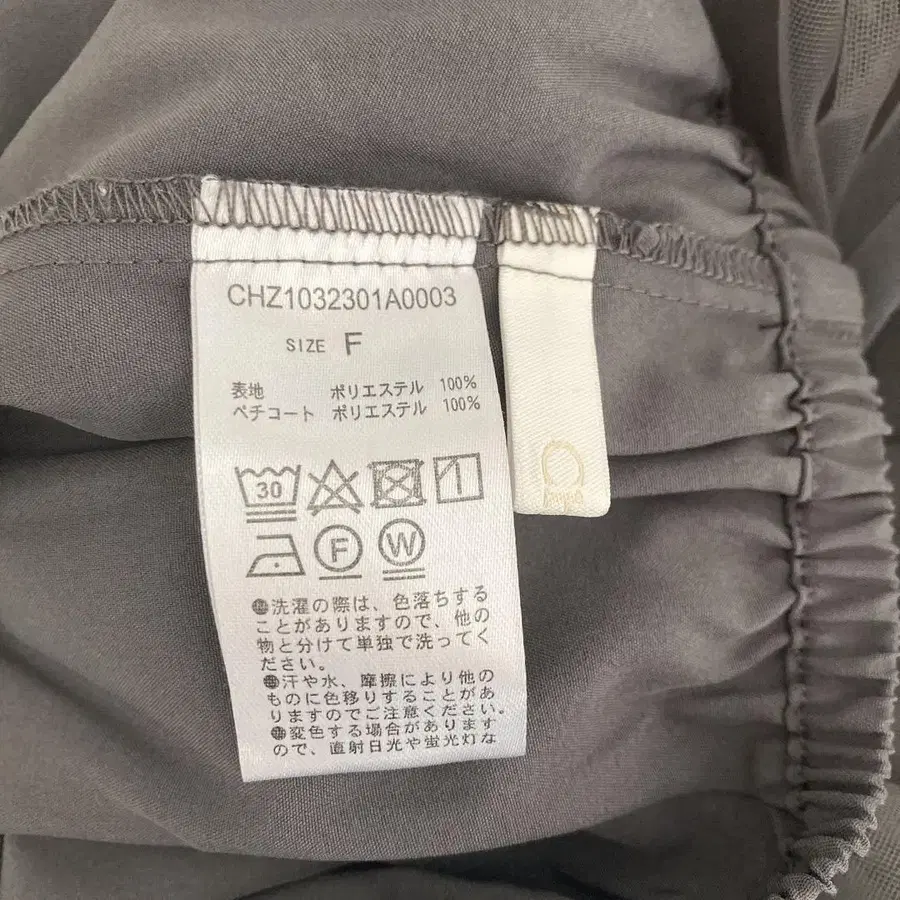 CHZ1032301A0003
SIZE F
表地 ポリエステル 100%
ペチコート ポリエステル 100%
30
F W
●洗濯の際は、色落ちする
ことがありますので、他の
物と分けて単独で洗ってく
ださい。
●汗や水、摩擦により他の
ものに色移りすることがあ
りますのでご注意ください。
●変色する場合があります
ので、直射日光や蛍光灯な